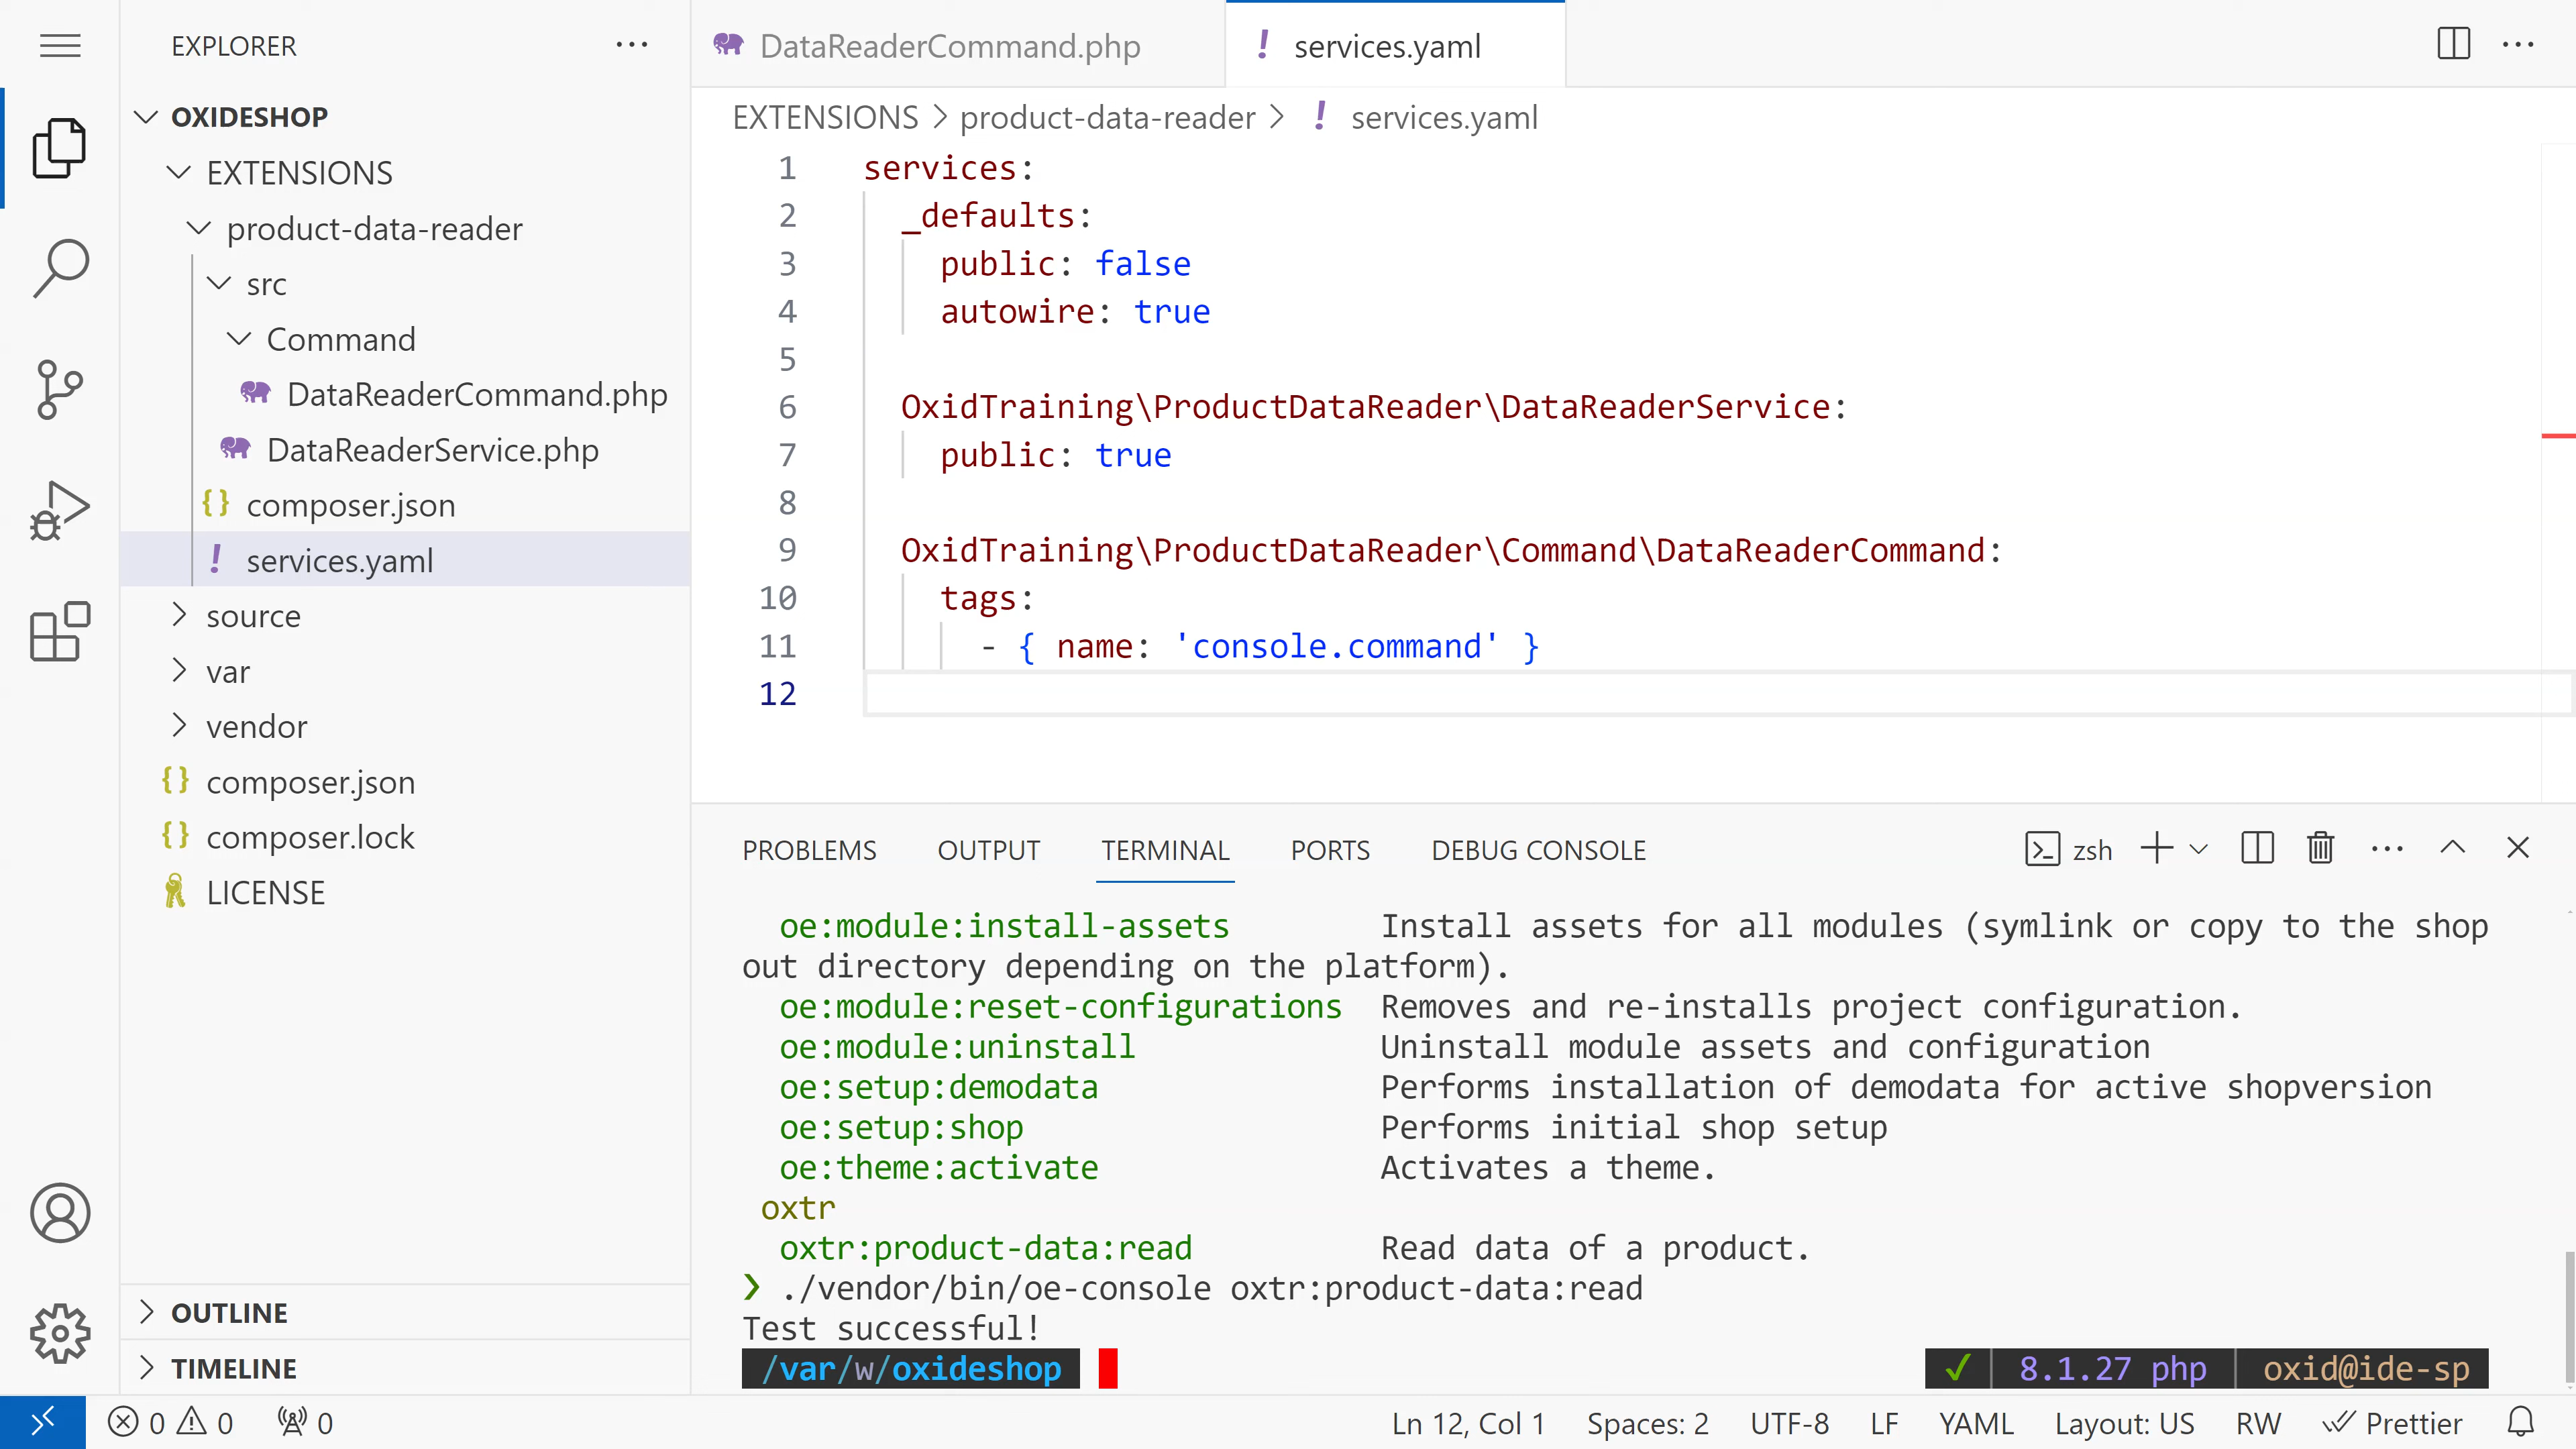 EXPLORER
OXIDESHOP
EXTENSIONS
product-data-reader
src
Command
DataReaderCommand.php
DataReaderService.php
composer.json
services.yaml
source
var
vendor
composer.json
composer.lock
LICENSE
OUTLINE
TIMELINE
DataReaderCommand.php
services.yaml
EXTENSIONS > product-data-reader > services.yaml
1 services:
2   _defaults:
3     public: false
4     autowire: true
5
6   OxidTraining\ProductDataReader\DataReaderService:
7     public: true
8
9   OxidTraining\ProductDataReader\Command\DataReaderCommand:
10     tags:
11       - { name: 'console.command' }
12
PROBLEMS OUTPUT TERMINAL PORTS DEBUG CONSOLE zsh
oe:module:install-assets Install assets for all modules (symlink or copy to the shop
out directory depending on the platform).
oe:module:reset-configurations Removes and re-installs project configuration.
oe:module:uninstall Uninstall module assets and configuration
oe:setup:demodata Performs installation of demodata for active shopversion
oe:setup:shop Performs initial shop setup
oe:theme:activate Activates a theme.
oxtr
oxtr:product-data:read Read data of a product.
❯ ./vendor/bin/oe-console oxtr:product-data:read
Test successful!
/var/w/oxideshop ✓ 8.1.27 php oxid@ide-sp
0 0 0 Ln 12, Col 1 Spaces: 2 UTF-8 LF YAML Layout: US RW Prettier